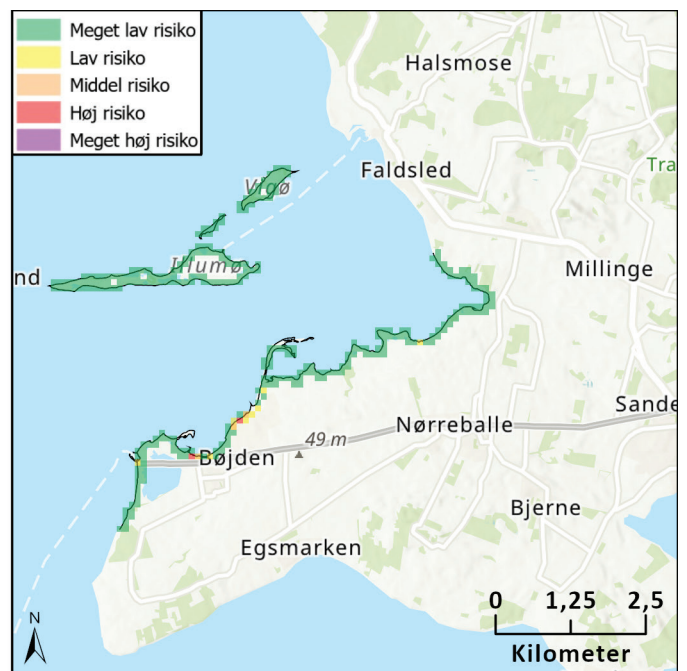 Meget lav risiko
Lav risiko
Middel risiko
Høj risiko
Meget høj risiko
Halsmose
Faldsled
Tra
Vigø
Illumø
nd
Millinge
Sande
Nørreballe
49 m
Bøjden
Bjerne
Egsmarken
N
0 1,25 2,5
Kilometer